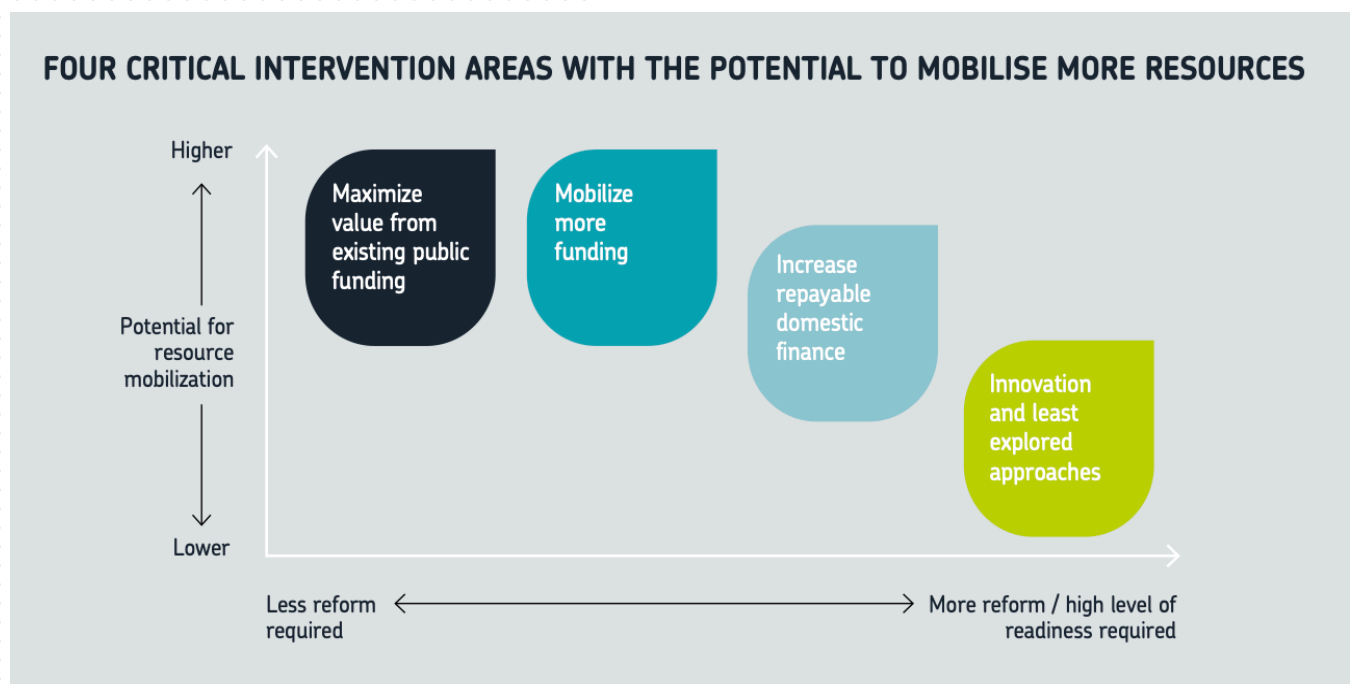 FOUR CRITICAL INTERVENTION AREAS WITH THE POTENTIAL TO MOBILISE MORE RESOURCES
Higher
Potential for
resource
mobilization
Lower
Maximize
value from
existing public
funding
Mobilize
more
funding
Increase
repayable
domestic
finance
Innovation
and least
explored
approaches
Less reform
required
More reform / high level of
readiness required